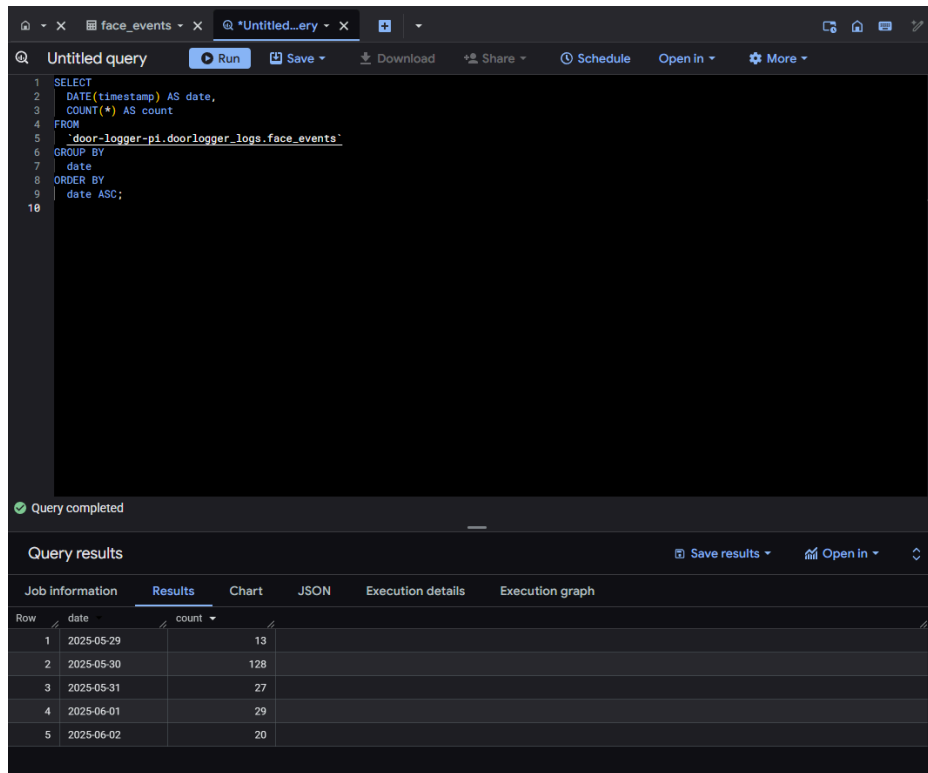 face_events
*Untitled...ery
Untitled query
Run
Save
Download
Share
Schedule
Open in
More
1 SELECT
2 DATE(timestamp) AS date,
3 COUNT(*) AS count
4 FROM
5 `door-logger-pi.doorlogger_logs.face_events`
6 GROUP BY
7 date
8 ORDER BY
9 date ASC;
10
Query completed
Query results
Save results
Open in
Job information Results Chart JSON Execution details Execution graph
Row date count
1 2025-05-29 13
2 2025-05-30 128
3 2025-05-31 27
4 2025-06-01 29
5 2025-06-02 20